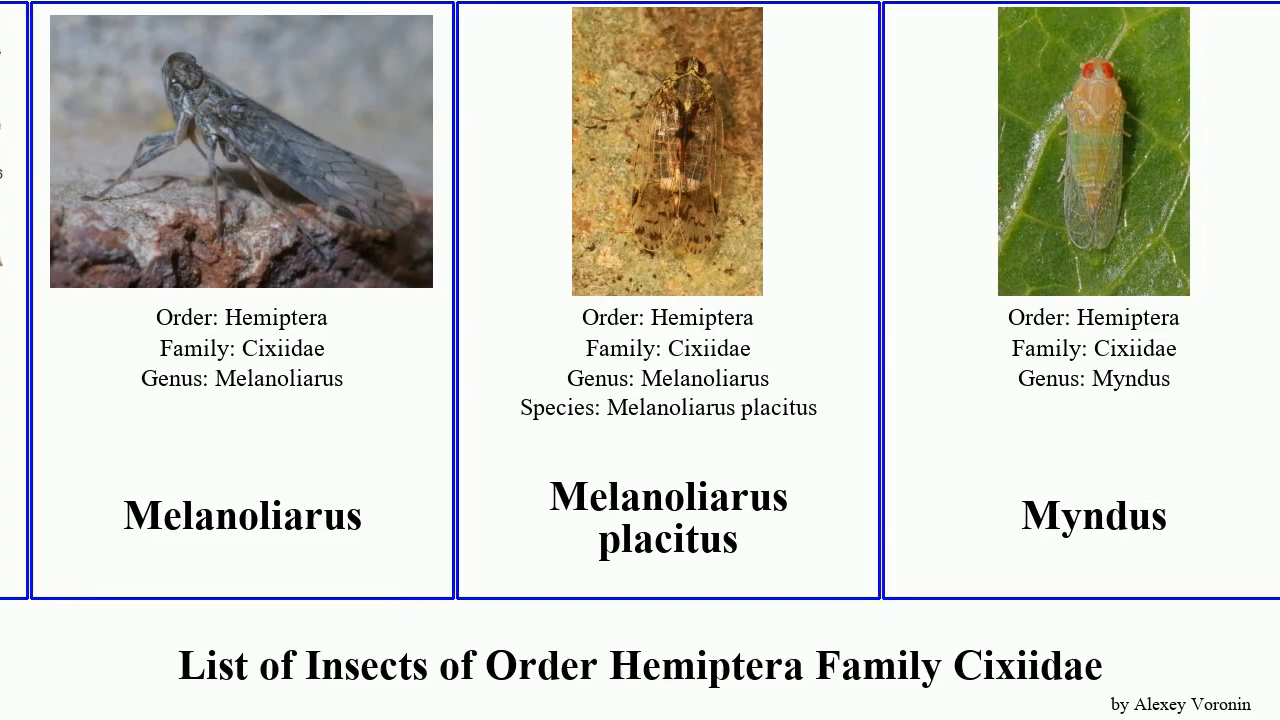 Order: Hemiptera
Family: Cixiidae
Genus: Melanoliarus
Melanoliarus
Order: Hemiptera
Family: Cixiidae
Genus: Melanoliarus
Species: Melanoliarus placitus
Melanoliarus
placitus
Order: Hemiptera
Family: Cixiidae
Genus: Myndus
Myndus
List of Insects of Order Hemiptera Family Cixiidae
by Alexey Voronin